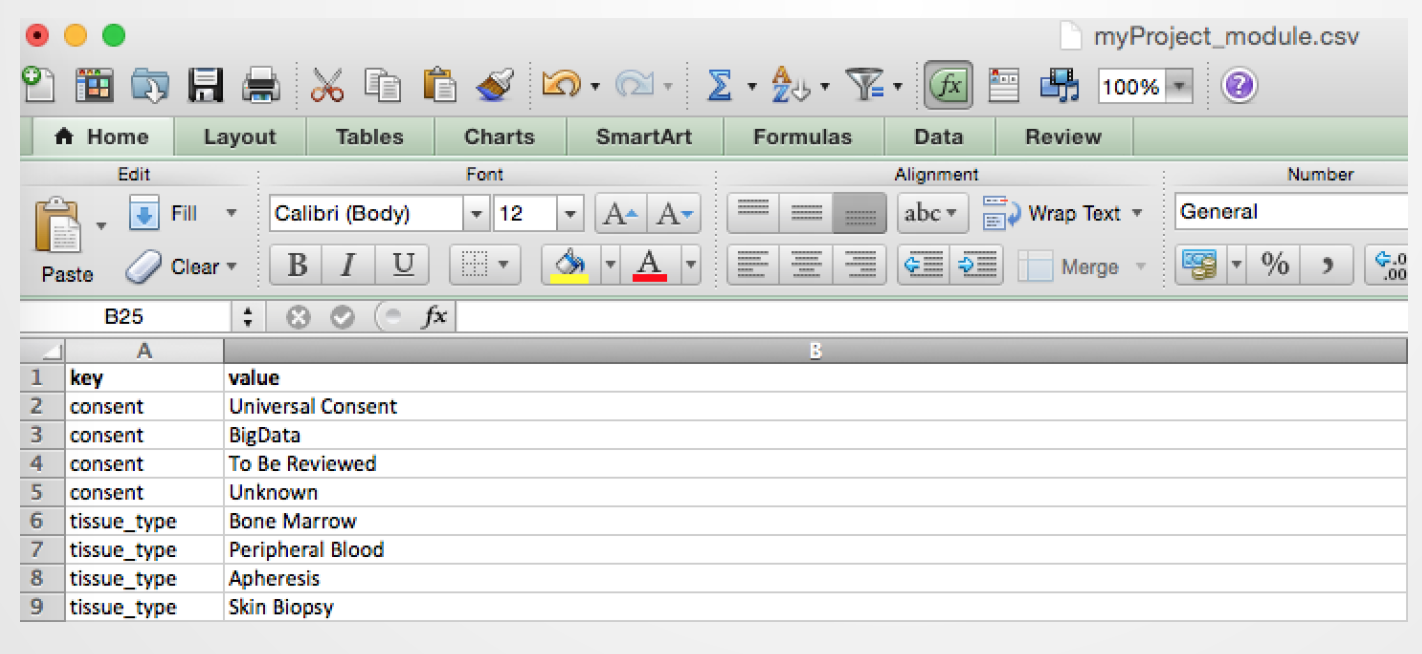 myProject_module.csv
100%
Home Layout Tables Charts SmartArt Formulas Data Review
Edit Font Alignment Number
Fill Calibri (Body) 12 A A abc Wrap Text General
Paste Clear B I U A Merge % , .0 .00
B25 fx
A B
1 key value
2 consent Universal Consent
3 consent BigData
4 consent To Be Reviewed
5 consent Unknown
6 tissue_type Bone Marrow
7 tissue_type Peripheral Blood
8 tissue_type Apheresis
9 tissue_type Skin Biopsy